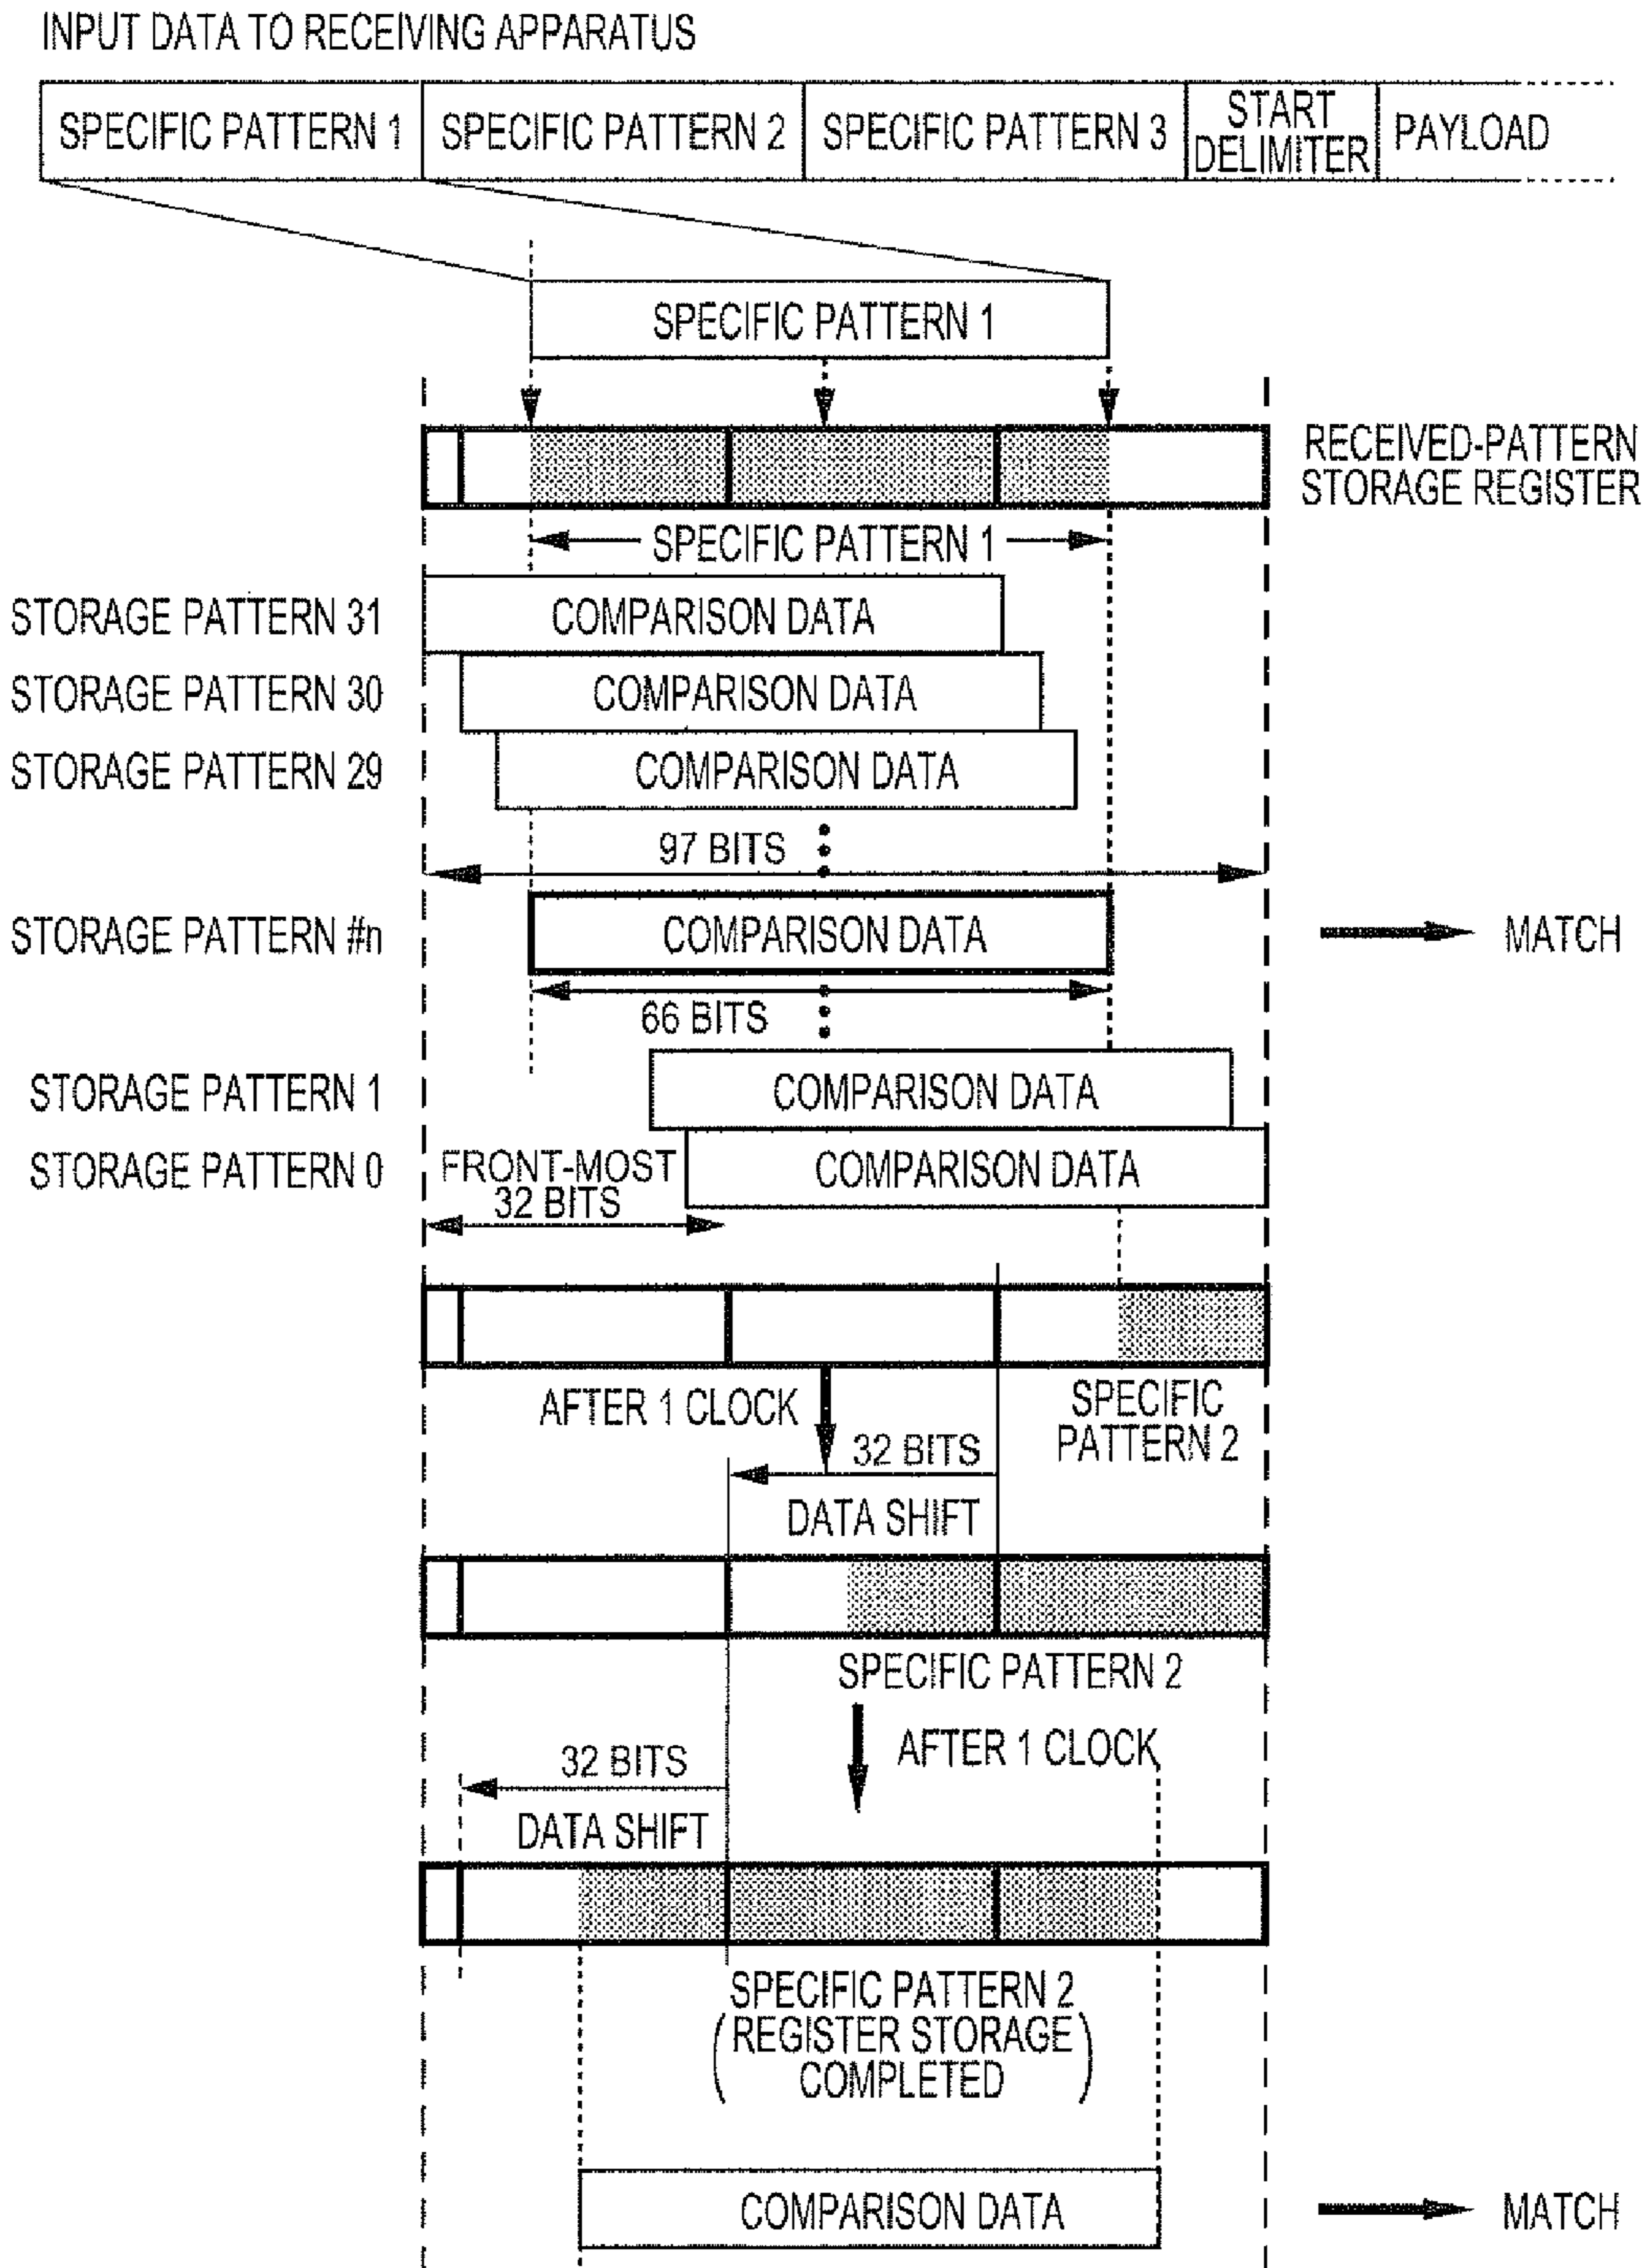 INPUT DATA TO RECEIVING APPARATUS
SPECIFIC PATTERN 1
SPECIFIC PATTERN 2
SPECIFIC PATTERN 3
START
DELIMITER
PAYLOAD
SPECIFIC PATTERN 1
RECEIVED-PATTERN
STORAGE REGISTER
SPECIFIC PATTERN 1
STORAGE PATTERN 31
COMPARISON DATA
STORAGE PATTERN 30
COMPARISON DATA
STORAGE PATTERN 29
COMPARISON DATA
97 BITS
STORAGE PATTERN #n
COMPARISON DATA
MATCH
66 BITS
STORAGE PATTERN 1
COMPARISON DATA
STORAGE PATTERN 0
FRONT-MOST
32 BITS
COMPARISON DATA
AFTER 1 CLOCK
SPECIFIC
PATTERN 2
32 BITS
DATA SHIFT
SPECIFIC PATTERN 2
AFTER 1 CLOCK
32 BITS
DATA SHIFT
SPECIFIC PATTERN 2
(REGISTER STORAGE
COMPLETED)
COMPARISON DATA
MATCH